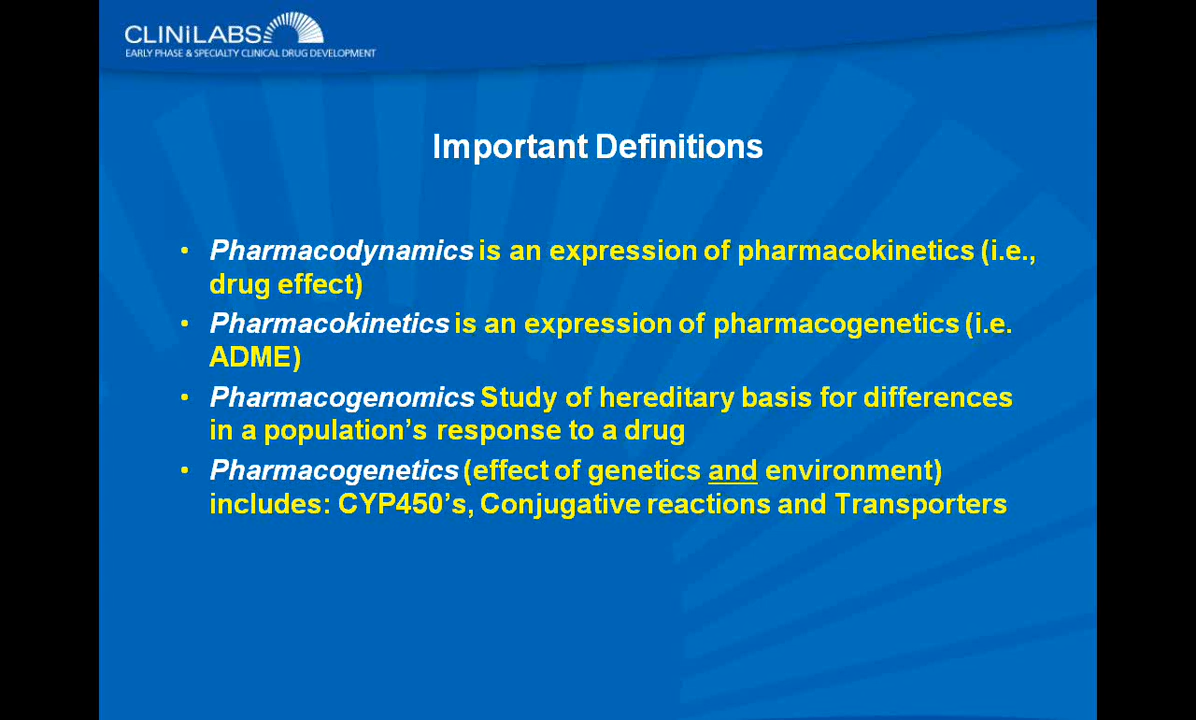 CLINiLABS
EARLY PHASE & SPECIALTY CLINICAL DRUG DEVELOPMENT
Important Definitions
• Pharmacodynamics is an expression of pharmacokinetics (i.e.,
drug effect)
• Pharmacokinetics is an expression of pharmacogenetics (i.e.
ADME)
• Pharmacogenomics Study of hereditary basis for differences
in a population’s response to a drug
• Pharmacogenetics (effect of genetics and environment)
includes: CYP450’s, Conjugative reactions and Transporters